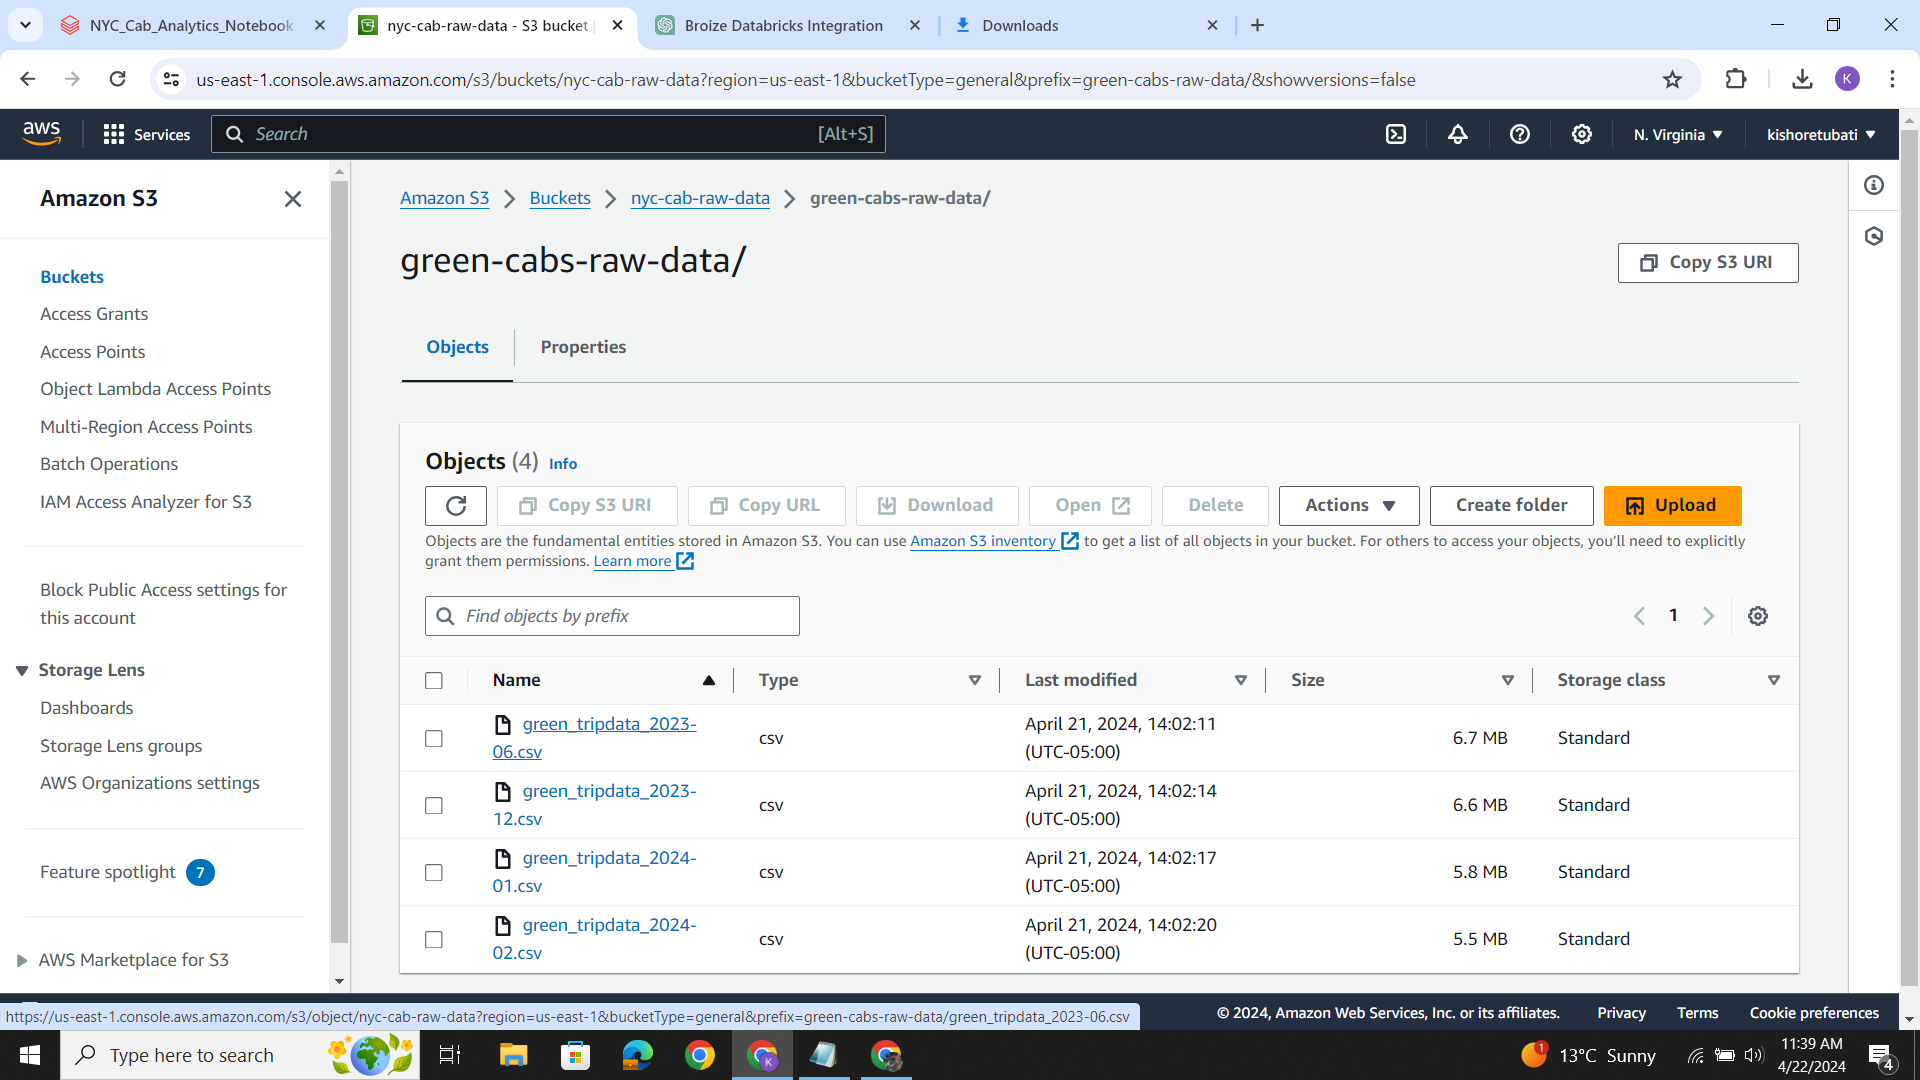 NYC_Cab_Analytics_Notebook
nyc-cab-raw-data - S3 bucket
Broize Databricks Integration
Downloads
us-east-1.console.aws.amazon.com/s3/buckets/nyc-cab-raw-data?region=us-east-1&bucketType=general&prefix=green-cabs-raw-data/&showversions=false
K
aws
Services
Search
[Alt+S]
N. Virginia
kishoretubati
Amazon S3
Buckets
Access Grants
Access Points
Object Lambda Access Points
Multi-Region Access Points
Batch Operations
IAM Access Analyzer for S3
Block Public Access settings for
this account
Storage Lens
Dashboards
Storage Lens groups
AWS Organizations settings
Feature spotlight 7
AWS Marketplace for S3
Amazon S3 > Buckets > nyc-cab-raw-data > green-cabs-raw-data/
green-cabs-raw-data/
Copy S3 URI
Objects
Properties
Objects (4) Info
Copy S3 URI
Copy URL
Download
Open
Delete
Actions
Create folder
Upload
Objects are the fundamental entities stored in Amazon S3. You can use Amazon S3 inventory to get a list of all objects in your bucket. For others to access your objects, you'll need to explicitly
grant them permissions. Learn more
Find objects by prefix
1
Name Type Last modified Size Storage class
green_tripdata_2023-
06.csv
csv
April 21, 2024, 14:02:11
(UTC-05:00)
6.7 MB
Standard
green_tripdata_2023-
12.csv
csv
April 21, 2024, 14:02:14
(UTC-05:00)
6.6 MB
Standard
green_tripdata_2024-
01.csv
csv
April 21, 2024, 14:02:17
(UTC-05:00)
5.8 MB
Standard
green_tripdata_2024-
02.csv
csv
April 21, 2024, 14:02:20
(UTC-05:00)
5.5 MB
Standard
https://us-east-1.console.aws.amazon.com/s3/object/nyc-cab-raw-data?region=us-east-1&bucketType=general&prefix=green-cabs-raw-data/green_tripdata_2023-06.csv
© 2024, Amazon Web Services, Inc. or its affiliates.
Privacy
Terms
Cookie preferences
Type here to search
K
1
13°C Sunny
11:39 AM
4/22/2024
4